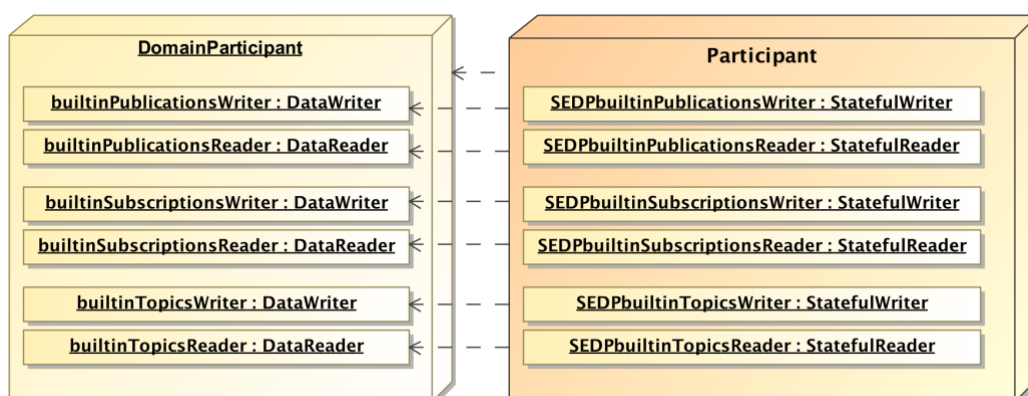 DomainParticipant
builtinPublicationsWriter : DataWriter
builtinPublicationsReader : DataReader
builtinSubscriptionsWriter : DataWriter
builtinSubscriptionsReader : DataReader
builtinTopicsWriter : DataWriter
builtinTopicsReader : DataReader
Participant
SEDPbuiltinPublicationsWriter : StatefulWriter
SEDPbuiltinPublicationsReader : StatefulReader
SEDPbuiltinSubscriptionsWriter : StatefulWriter
SEDPbuiltinSubscriptionsReader : StatefulReader
SEDPbuiltinTopicsWriter : StatefulWriter
SEDPbuiltinTopicsReader : StatefulReader